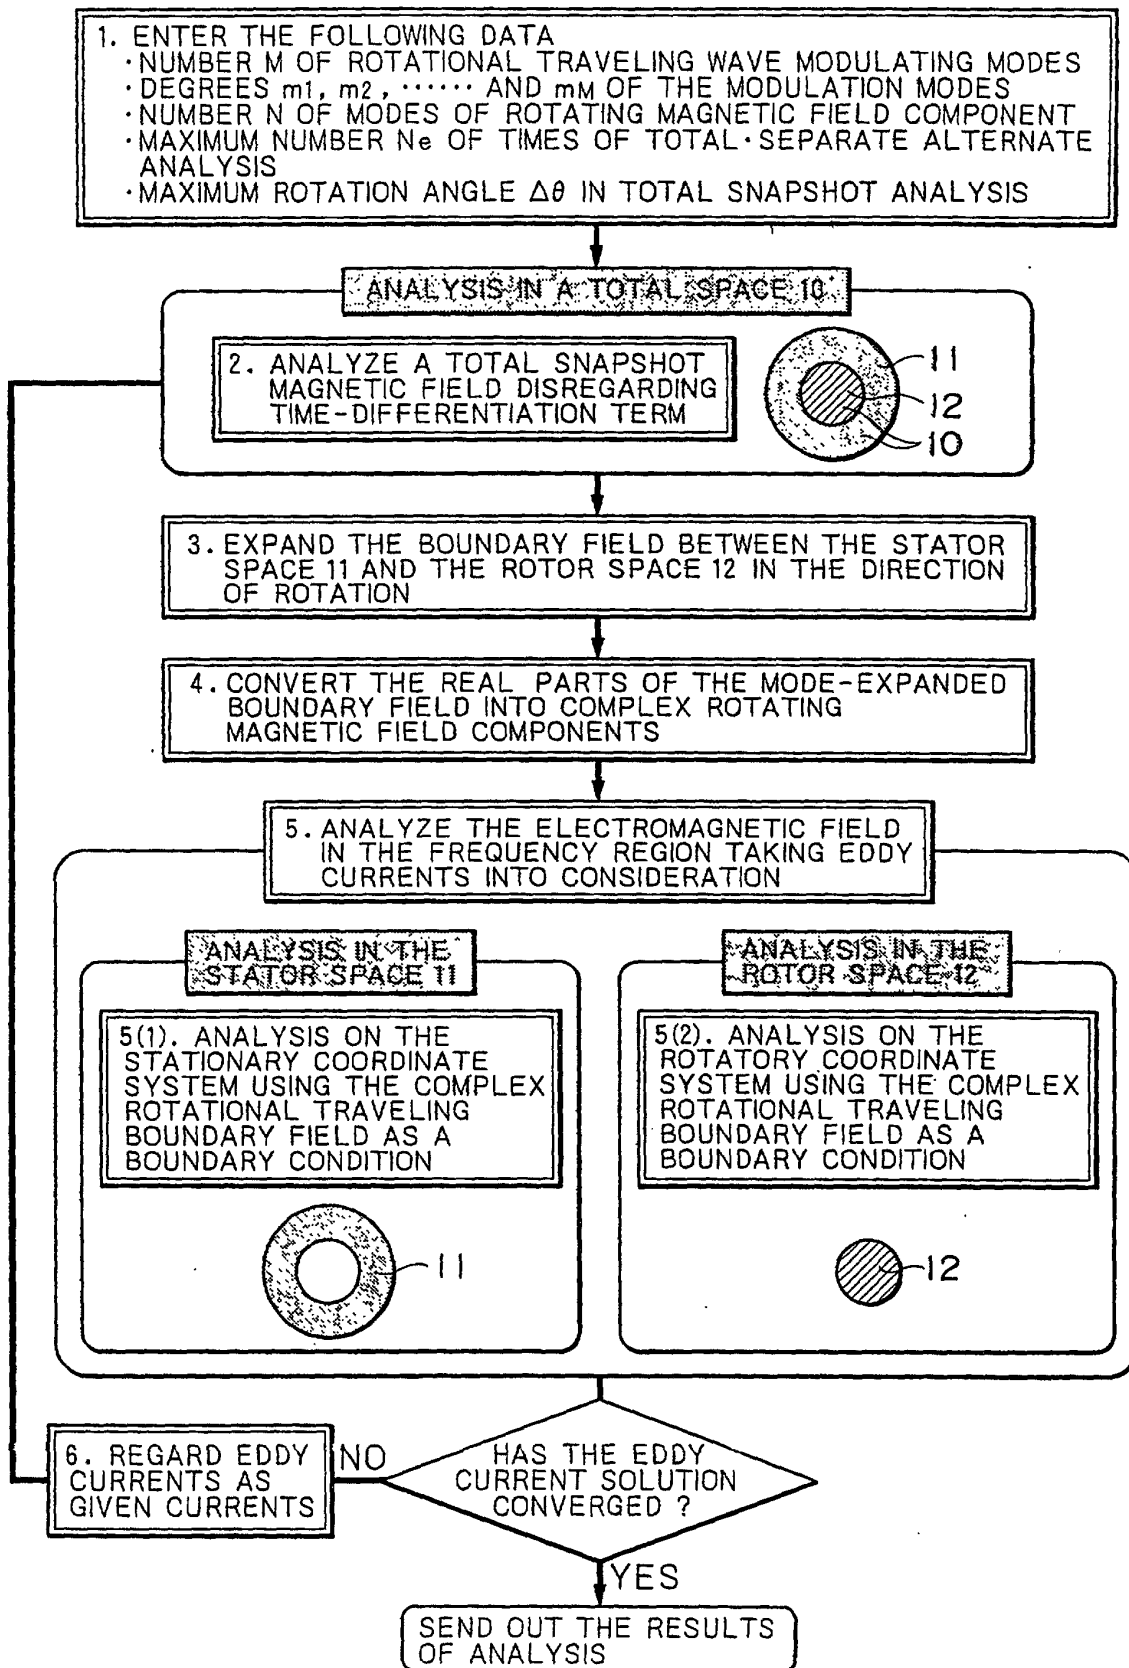 1. ENTER THE FOLLOWING DATA
·NUMBER M OF ROTATIONAL TRAVELING WAVE MODULATING MODES
·DEGREES m1, m2, ······ AND mM OF THE MODULATION MODES
·NUMBER N OF MODES OF ROTATING MAGNETIC FIELD COMPONENT
·MAXIMUM NUMBER Ne OF TIMES OF TOTAL·SEPARATE ALTERNATE
ANALYSIS
·MAXIMUM ROTATION ANGLE Δθ IN TOTAL SNAPSHOT ANALYSIS
ANALYSIS IN A TOTAL SPACE 10
2. ANALYZE A TOTAL SNAPSHOT
MAGNETIC FIELD DISREGARDING
TIME-DIFFERENTIATION TERM
11
12
10
3. EXPAND THE BOUNDARY FIELD BETWEEN THE STATOR
SPACE 11 AND THE ROTOR SPACE 12 IN THE DIRECTION
OF ROTATION
4. CONVERT THE REAL PARTS OF THE MODE-EXPANDED
BOUNDARY FIELD INTO COMPLEX ROTATING
MAGNETIC FIELD COMPONENTS
5. ANALYZE THE ELECTROMAGNETIC FIELD
IN THE FREQUENCY REGION TAKING EDDY
CURRENTS INTO CONSIDERATION
ANALYSIS IN THE
STATOR SPACE 11
5(1). ANALYSIS ON THE
STATIONARY COORDINATE
SYSTEM USING THE COMPLEX
ROTATIONAL TRAVELING
BOUNDARY FIELD AS A
BOUNDARY CONDITION
11
ANALYSIS IN THE
ROTOR SPACE 12
5(2). ANALYSIS ON THE
ROTATORY COORDINATE
SYSTEM USING THE COMPLEX
ROTATIONAL TRAVELING
BOUNDARY FIELD AS A
BOUNDARY CONDITION
12
HAS THE EDDY
CURRENT SOLUTION
CONVERGED ?
NO
6. REGARD EDDY
CURRENTS AS
GIVEN CURRENTS
YES
SEND OUT THE RESULTS
OF ANALYSIS